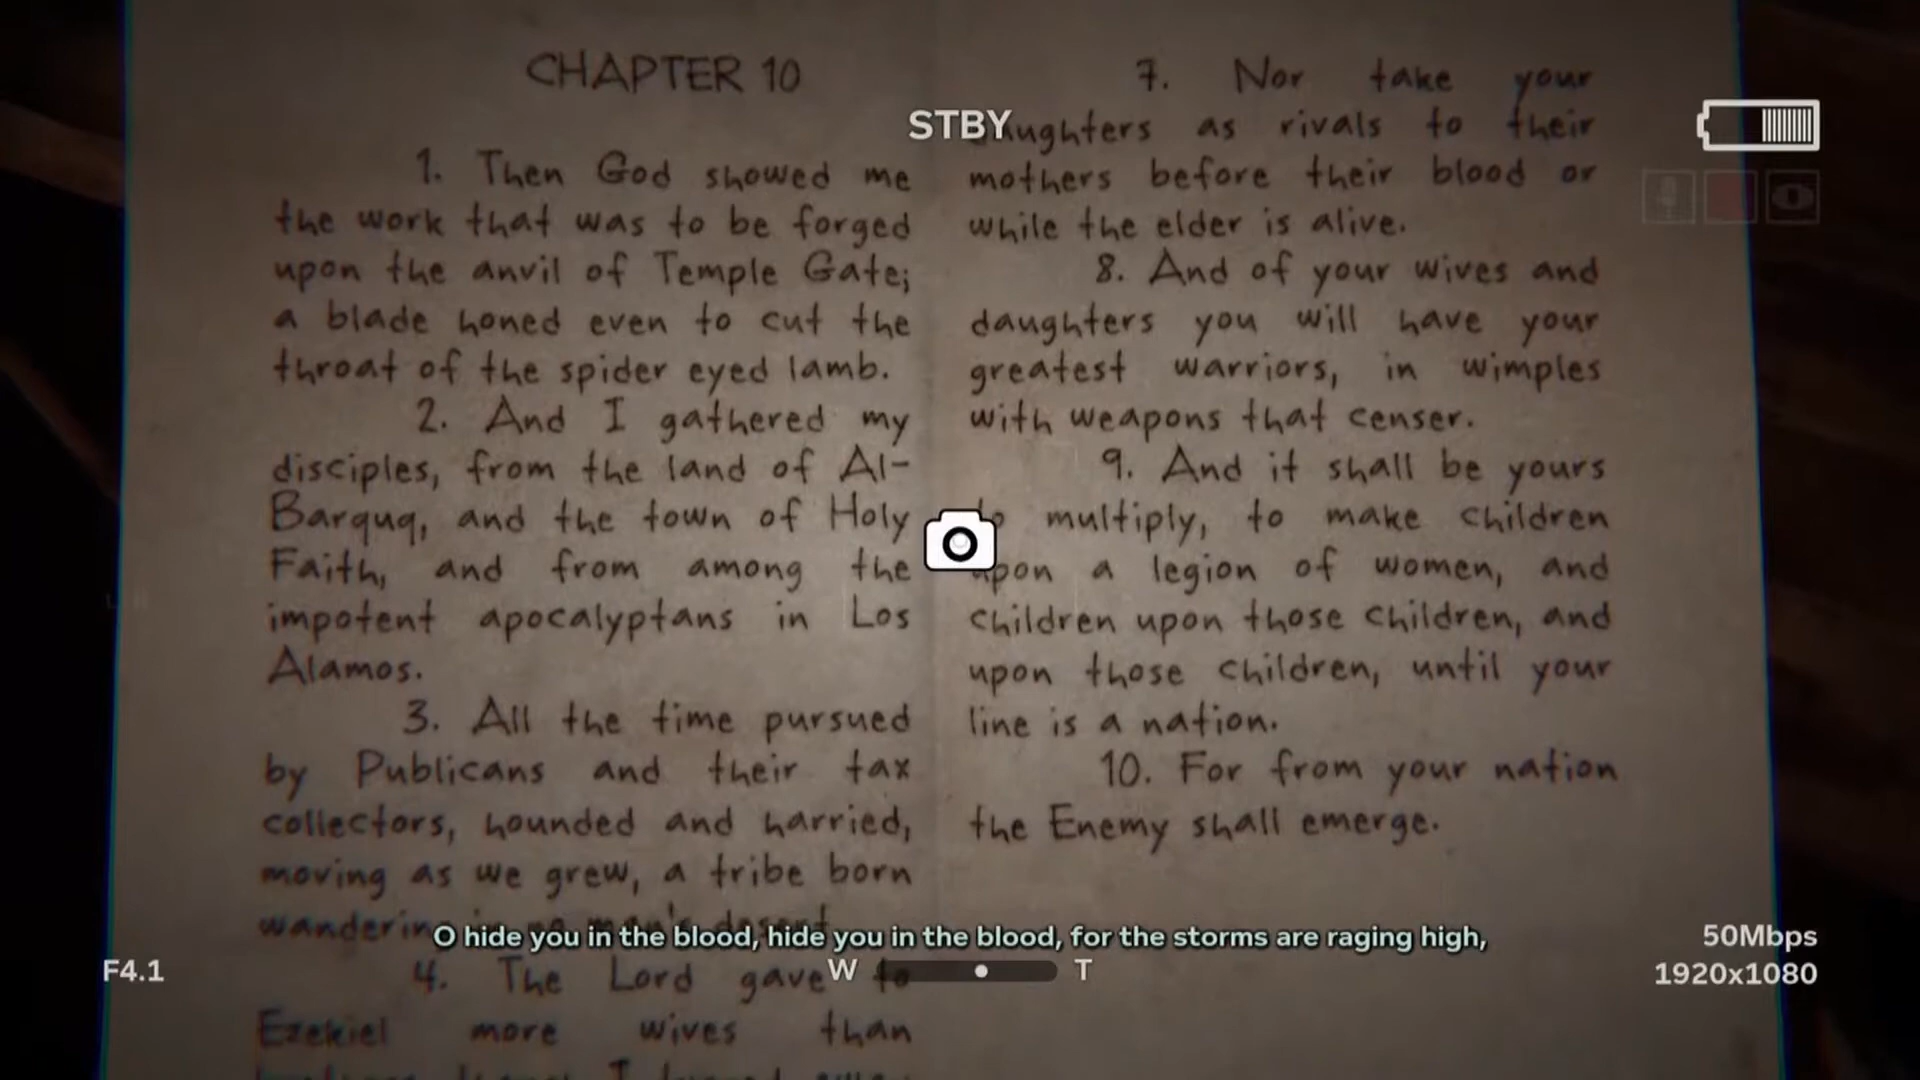 CHAPTER 10
1. Then God showed me
the work that was to be forged
upon the anvil of Temple Gate;
a blade honed even to cut the
throat of the spider eyed lamb.
2. And I gathered my
disciples, from the land of Al-
Barquq, and the town of Holy
Faith, and from among the
impotent apocalyptans in Los
Alamos.
3. All the time pursued
by Publicans and their tax
collectors, hounded and harried,
moving as we grew, a tribe born
wandering in no man's desert.
4. The Lord gave to
Ezekiel more wives than
7. Nor take your
daughters as rivals to their
mothers before their blood or
while the elder is alive.
8. And of your wives and
daughters you will have your
greatest warriors, in wimples
with weapons that censer.
9. And it shall be yours
to multiply, to make children
upon a legion of women, and
children upon those children, and
upon those children, until your
line is a nation.
10. For from your nation
the Enemy shall emerge.
STBY
O hide you in the blood, hide you in the blood, for the storms are raging high,
F4.1
W T
50Mbps
1920x1080